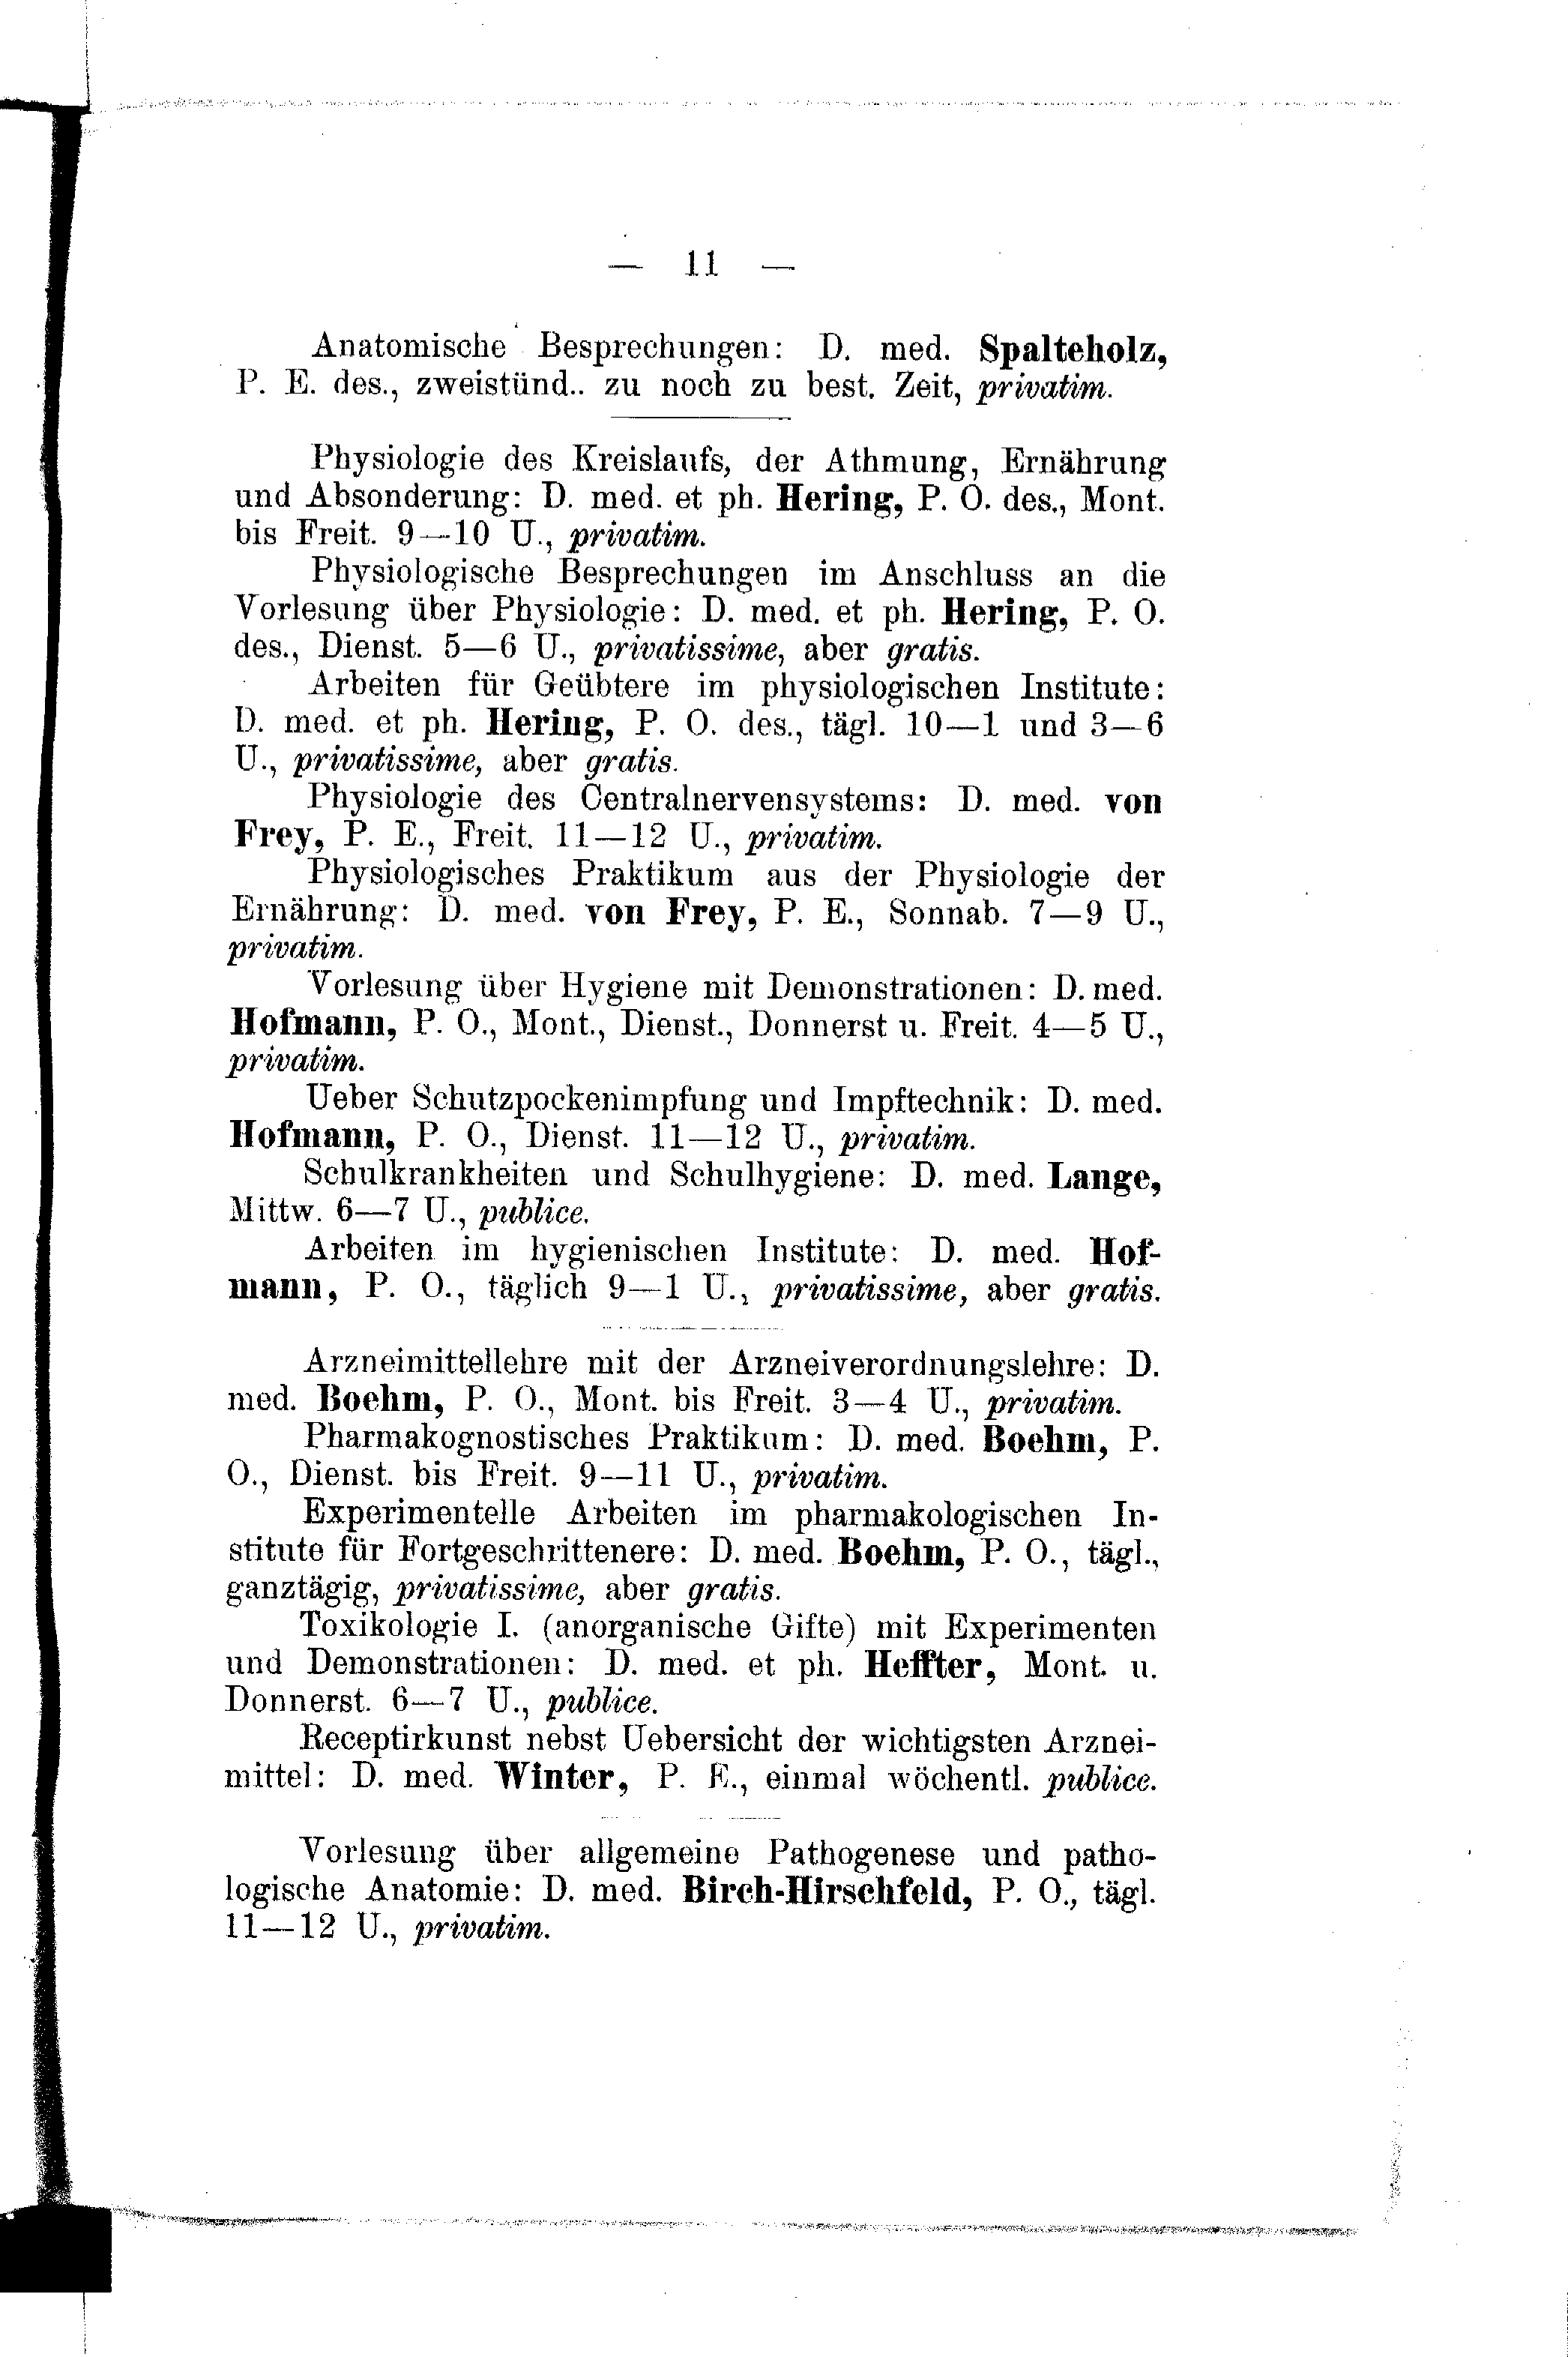 — 11 —
Anatomische Besprechungen: D. med. Spalteholz,
P. E. des., zweistünd.. zu noch zu best. Zeit, privatim.
Physiologie des Kreislaufs, der Athmung, Ernährung
und Absonderung: D. med. et ph. Hering, P. O. des., Mont.
bis Freit. 9—10 U., privatim.
Physiologische Besprechungen im Anschluss an die
Vorlesung über Physiologie: D. med. et ph. Hering, P. O.
des., Dienst. 5—6 U., privatissime, aber gratis.
Arbeiten für Geübtere im physiologischen Institute:
D. med. et ph. Hering, P. O. des., tägl. 10—1 und 3—6
U., privatissime, aber gratis.
Physiologie des Centralnervensystems: D. med. von
Frey, P. E., Freit. 11—12 U., privatim.
Physiologisches Praktikum aus der Physiologie der
Ernährung: D. med. von Frey, P. E., Sonnab. 7—9 U.,
privatim.
Vorlesung über Hygiene mit Demonstrationen: D. med.
Hofmann, P. O., Mont., Dienst., Donnerst u. Freit. 4—5 U.,
privatim.
Ueber Schutzpockenimpfung und Impftechnik: D. med.
Hofmann, P. O., Dienst. 11—12 U., privatim.
Schulkrankheiten und Schulhygiene: D. med. Lange,
Mittw. 6—7 U., publice.
Arbeiten im hygienischen Institute: D. med. Hof-
mann, P. O., täglich 9—1 U., privatissime, aber gratis.
Arzneimittellehre mit der Arzneiverordnungslehre: D.
med. Boehm, P. O., Mont. bis Freit. 3—4 U., privatim.
Pharmakognostisches Praktikum: D. med. Boehm, P.
O., Dienst. bis Freit. 9—11 U., privatim.
Experimentelle Arbeiten im pharmakologischen In-
stitute für Fortgeschrittenere: D. med. Boehm, P. O., tägl.,
ganztägig, privatissime, aber gratis.
Toxikologie I. (anorganische Gifte) mit Experimenten
und Demonstrationen: D. med. et ph. Heffter, Mont. u.
Donnerst. 6—7 U., publice.
Receptirkunst nebst Uebersicht der wichtigsten Arznei-
mittel: D. med. Winter, P. E., einmal wöchentl. publice.
Vorlesung über allgemeine Pathogenese und patho-
logische Anatomie: D. med. Birch-Hirschfeld, P. O., tägl.
11—12 U., privatim.